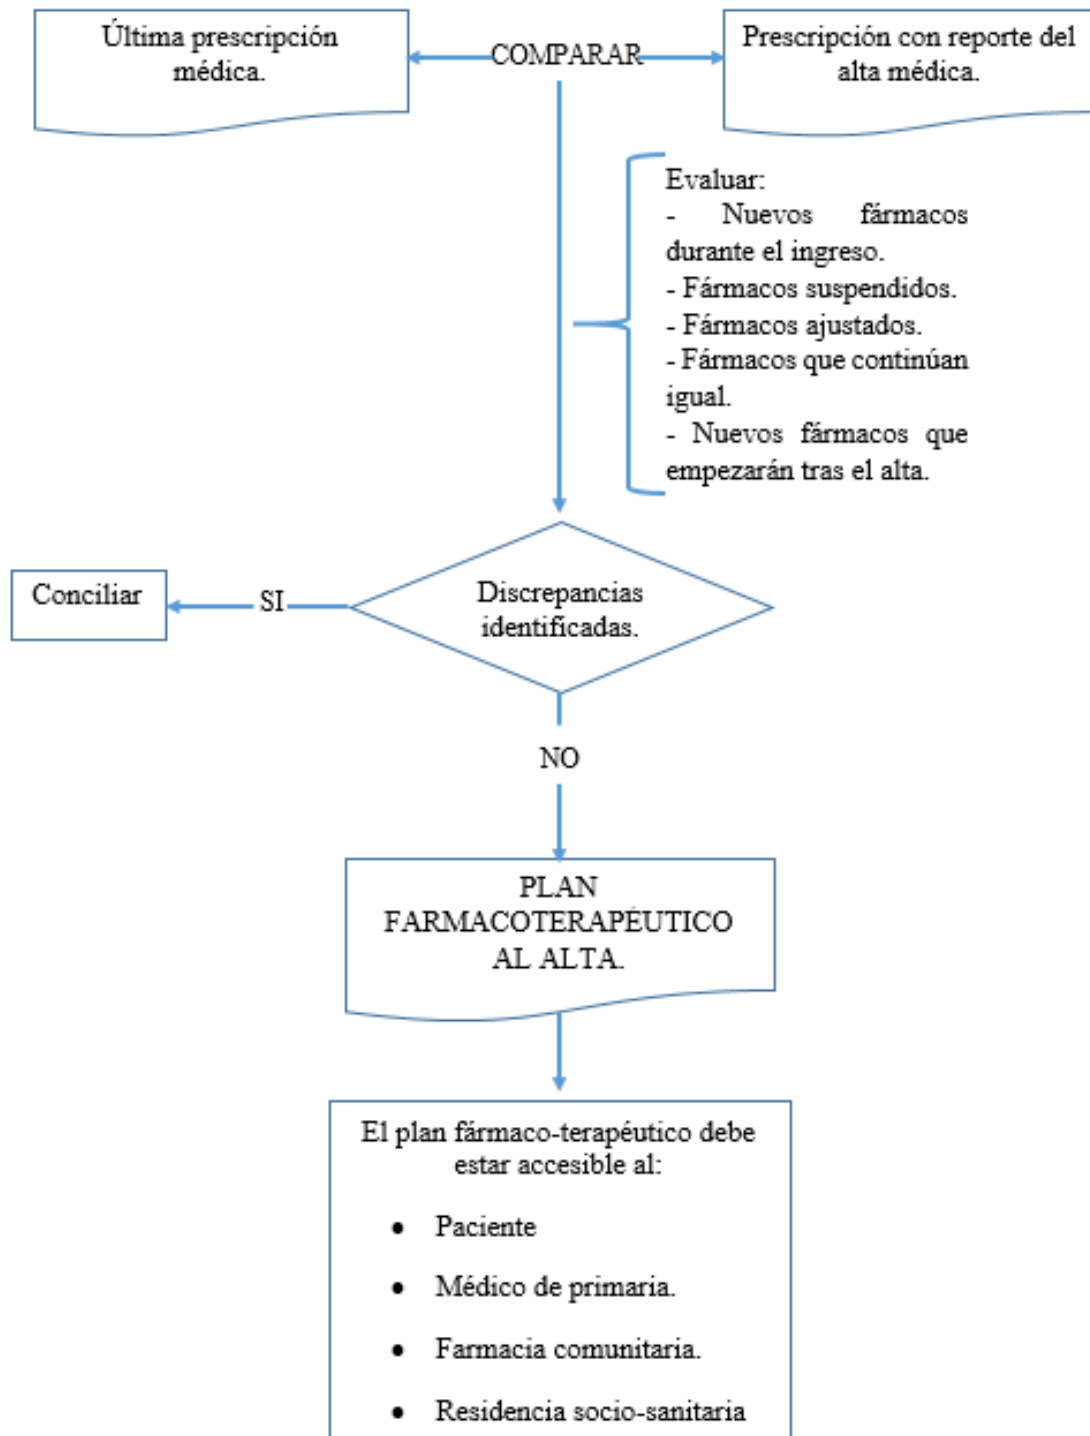 Última prescripción
médica.
COMPARAR
Prescripción con reporte del
alta médica.
Evaluar:
- Nuevos fármacos
durante el ingreso.
- Fármacos suspendidos.
- Fármacos ajustados.
- Fármacos que continúan
igual.
- Nuevos fármacos que
empezarán tras el alta.
Conciliar
SI
Discrepancias
identificadas.
NO
PLAN
FARMACOTERAPÉUTICO
AL ALTA.
El plan fármaco-terapéutico debe
estar accesible al:
• Paciente
• Médico de primaria.
• Farmacia comunitaria.
• Residencia socio-sanitaria